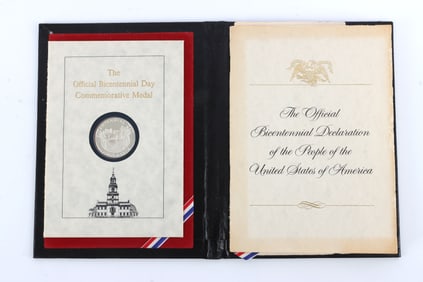 The
Official Bicentennial Day
Commemorative Medal
The Official
Bicentennial Declaration
of the People of the
United States of America